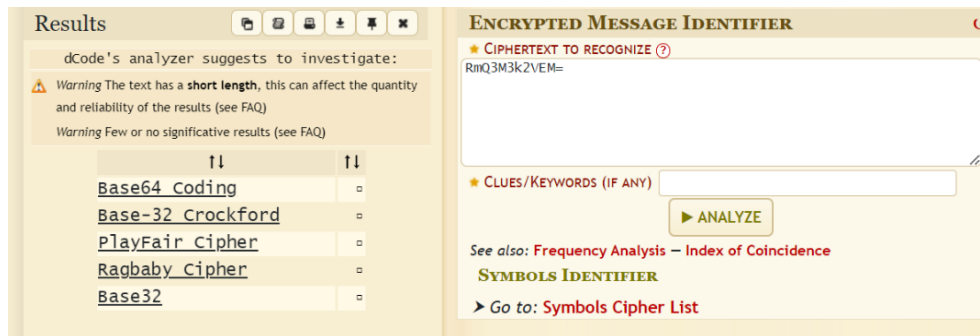 Results
dCode's analyzer suggests to investigate:
Warning The text has a short length, this can affect the quantity
and reliability of the results (see FAQ)
Warning Few or no significative results (see FAQ)
↑↓ ↑↓
Base64 Coding
Base-32 Crockford
PlayFair Cipher
Ragbaby Cipher
Base32
ENCRYPTED MESSAGE IDENTIFIER
★ CIPHERTEXT TO RECOGNIZE ?
RmQ3M3k2VEM=
★ CLUES/KEYWORDS (IF ANY)
▶ ANALYZE
See also: Frequency Analysis — Index of Coincidence
SYMBOLS IDENTIFIER
➤ Go to: Symbols Cipher List